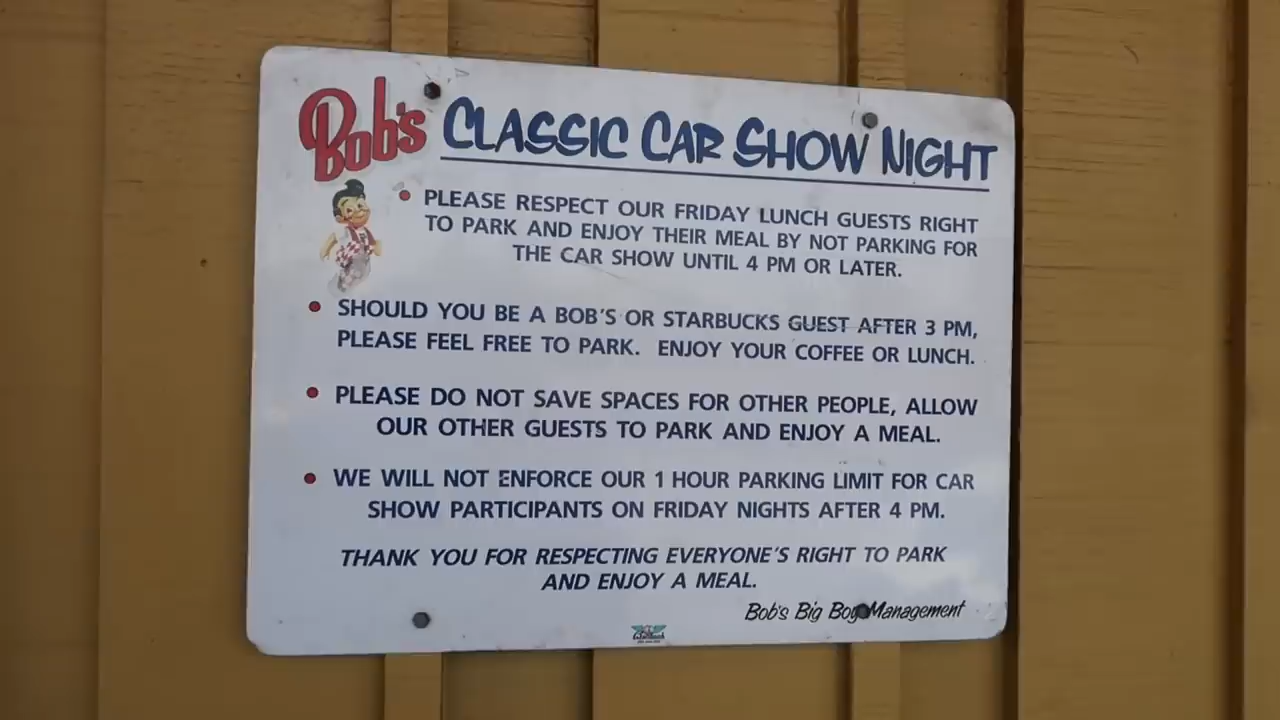 Bob's CLASSIC CAR SHOW NIGHT
• PLEASE RESPECT OUR FRIDAY LUNCH GUESTS RIGHT
TO PARK AND ENJOY THEIR MEAL BY NOT PARKING FOR
THE CAR SHOW UNTIL 4 PM OR LATER.
• SHOULD YOU BE A BOB'S OR STARBUCKS GUEST AFTER 3 PM,
PLEASE FEEL FREE TO PARK. ENJOY YOUR COFFEE OR LUNCH.
• PLEASE DO NOT SAVE SPACES FOR OTHER PEOPLE, ALLOW
OUR OTHER GUESTS TO PARK AND ENJOY A MEAL.
• WE WILL NOT ENFORCE OUR 1 HOUR PARKING LIMIT FOR CAR
SHOW PARTICIPANTS ON FRIDAY NIGHTS AFTER 4 PM.
THANK YOU FOR RESPECTING EVERYONE'S RIGHT TO PARK
AND ENJOY A MEAL.
Bob's Big Boy Management